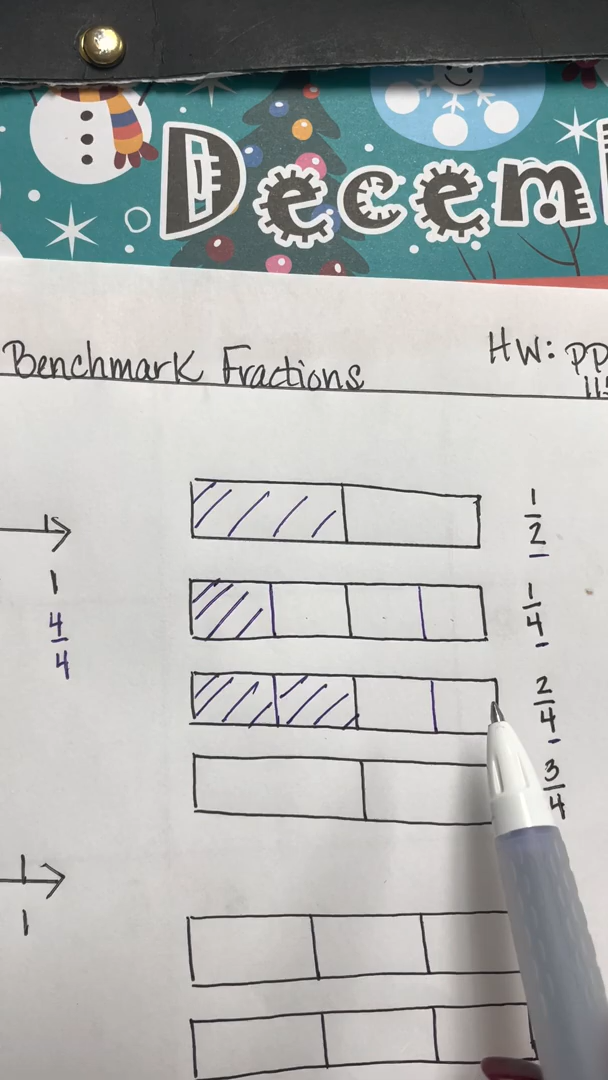 Decem
Benchmark Fractions
HW: pp
1/2
1/4
2/4
3/4
1
4/4
1